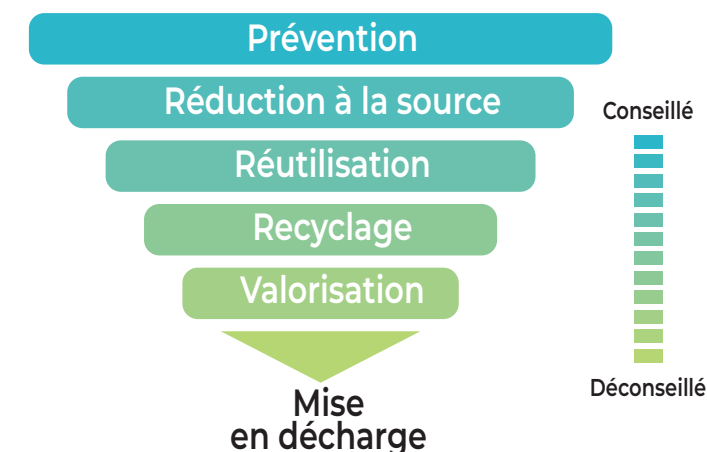 Prévention
Réduction à la source
Conseillé
Réutilisation
Recyclage
Valorisation
Déconseillé
Mise
en décharge